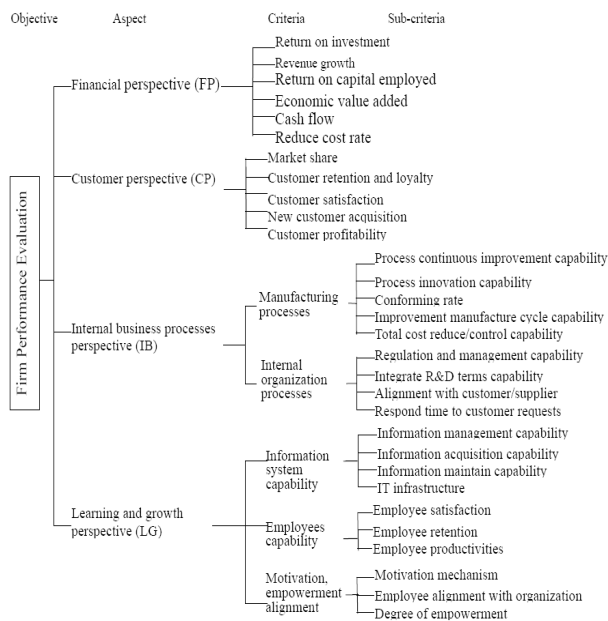 Objective Aspect Criteria Sub-criteria
Firm Performance Evaluation
Financial perspective (FP)
Return on investment
Revenue growth
Return on capital employed
Economic value added
Cash flow
Reduce cost rate
Customer perspective (CP)
Market share
Customer retention and loyalty
Customer satisfaction
New customer acquisition
Customer profitability
Internal business processes
perspective (IB)
Manufacturing
processes
Process continuous improvement capability
Process innovation capability
Conforming rate
Improvement manufacture cycle capability
Total cost reduce/control capability
Internal
organization
processes
Regulation and management capability
Integrate R&D terms capability
Alignment with customer/supplier
Respond time to customer requests
Learning and growth
perspective (LG)
Information
system
capability
Information management capability
Information acquisition capability
Information maintain capability
IT infrastructure
Employees
capability
Employee satisfaction
Employee retention
Employee productivities
Motivation,
empowerment
alignment
Motivation mechanism
Employee alignment with organization
Degree of empowerment